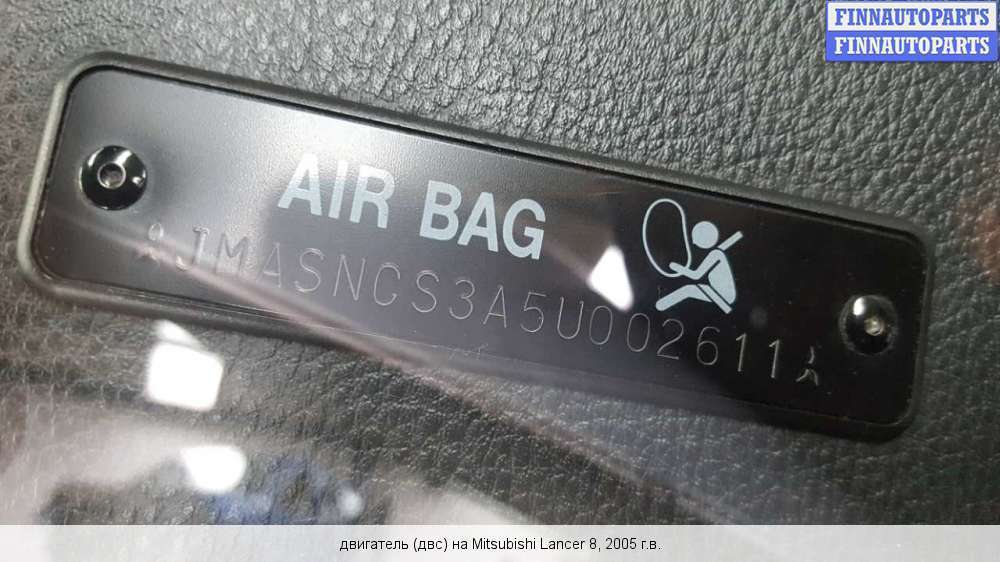 FINNAUTOPARTS
FINNAUTOPARTS
AIR BAG
JMASNCS3A5U002611
двигатель (двс) на Mitsubishi Lancer 8, 2005 г.в.